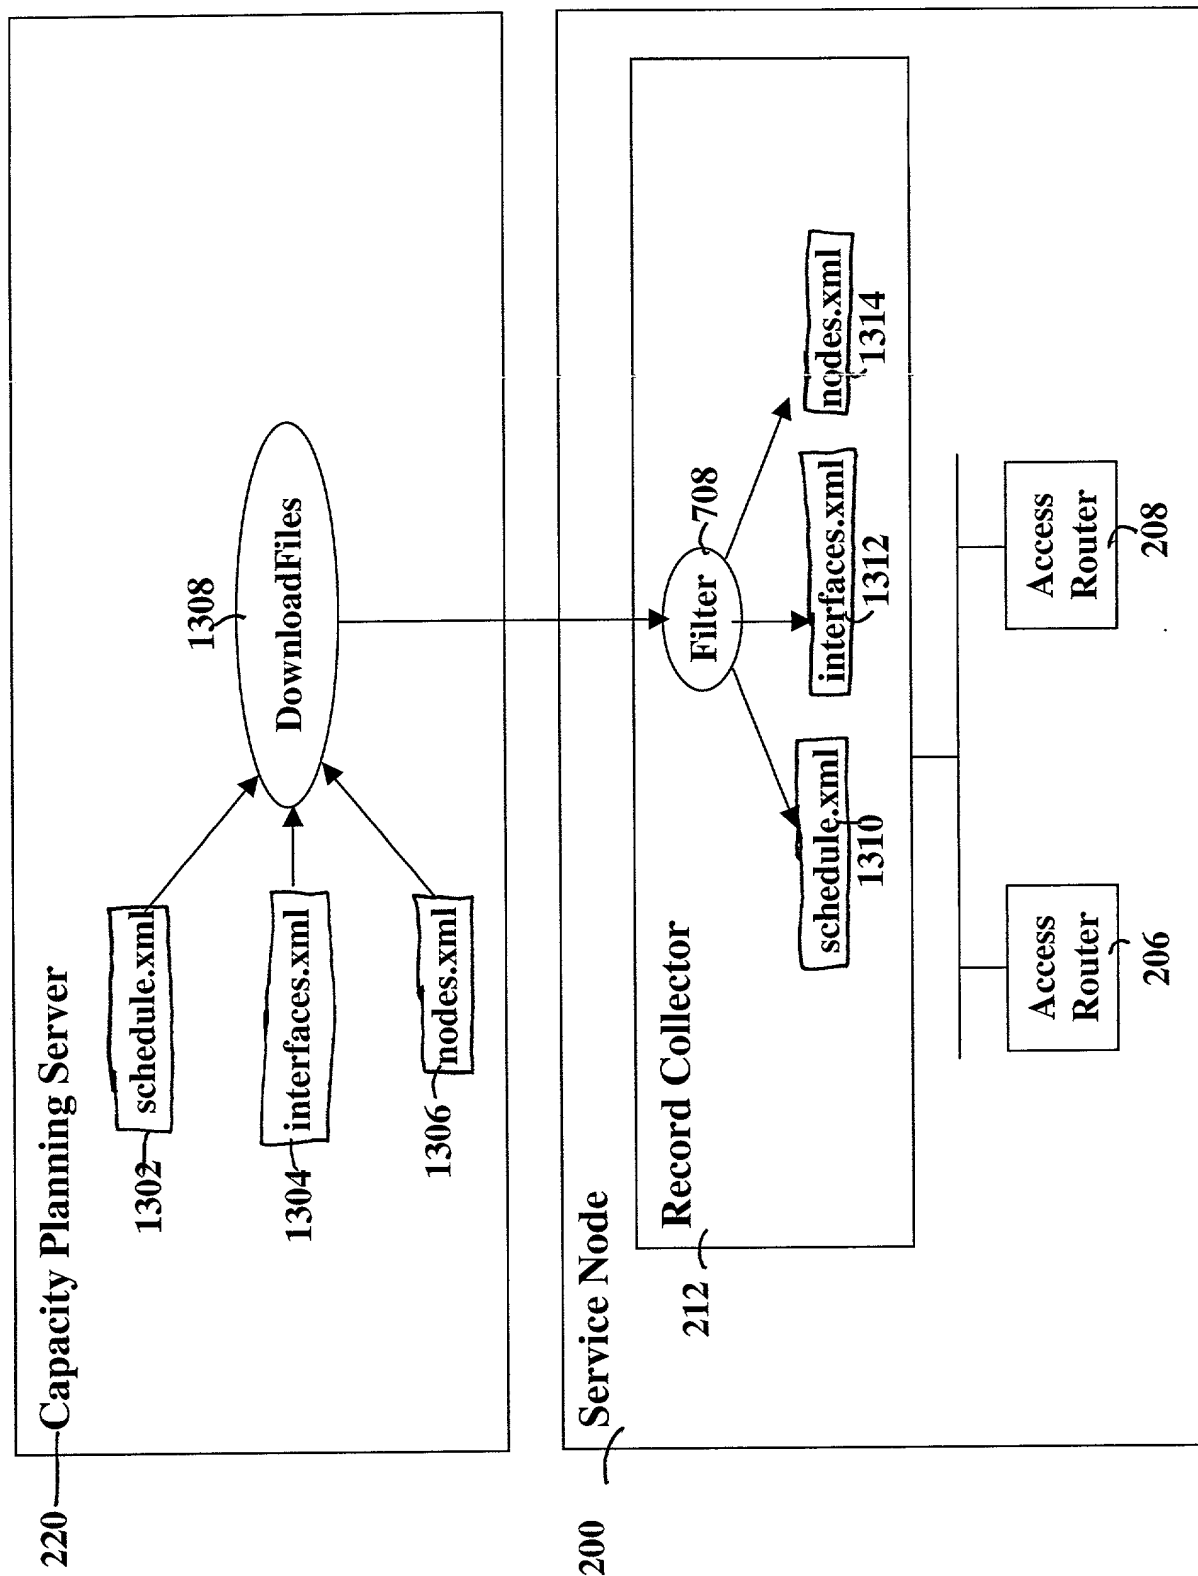 220
Capacity Planning Server
1302
schedule.xml
1304
interfaces.xml
1306
nodes.xml
1308
DownloadFiles
200
Service Node
212
Record Collector
Filter
708
schedule.xml
1310
interfaces.xml
1312
nodes.xml
1314
Access
Router
206
Access
Router
208